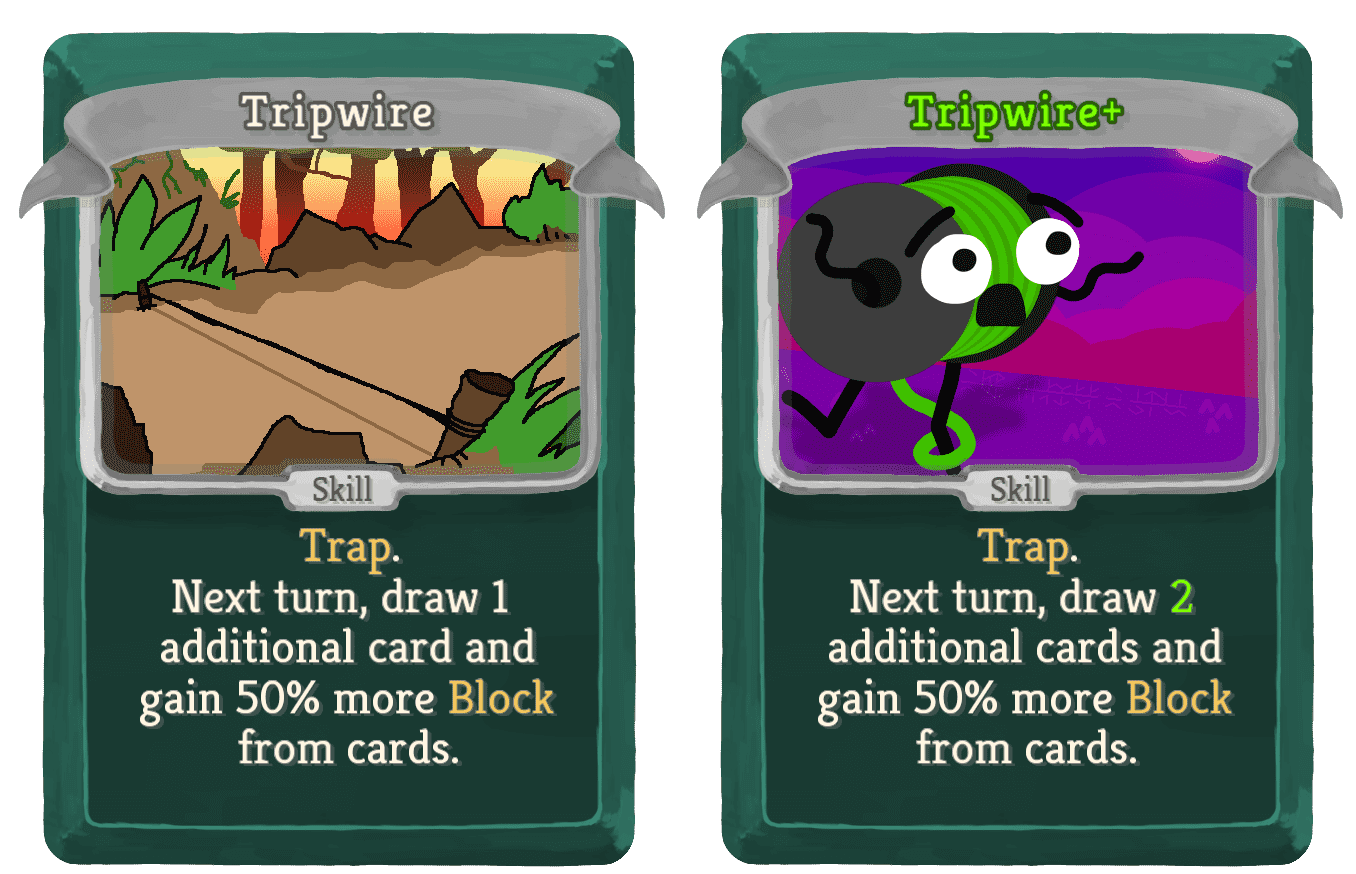 Tripwire
Skill
Trap.
Next turn, draw 1
additional card and
gain 50% more Block
from cards.
Tripwire+
Skill
Trap.
Next turn, draw 2
additional cards and
gain 50% more Block
from cards.